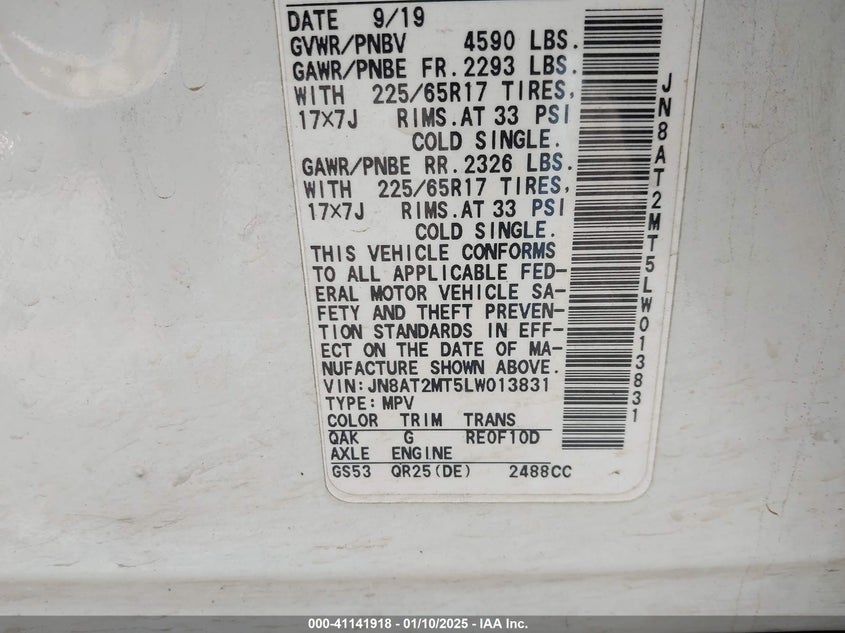 DATE 9/19
GVWR/PNBV 4590 LBS.
GAWR/PNBE FR. 2293 LBS.
WITH 225/65R17 TIRES,
17×7J RIMS. AT 33 PSI
COLD SINGLE.
GAWR/PNBE RR. 2326 LBS.
WITH 225/65R17 TIRES,
17×7J RIMS. AT 33 PSI
COLD SINGLE.
THIS VEHICLE CONFORMS
TO ALL APPLICABLE FED-
ERAL MOTOR VEHICLE SA-
FETY AND THEFT PREVEN-
TION STANDARDS IN EFF-
ECT ON THE DATE OF MA-
NUFACTURE SHOWN ABOVE.
VIN:JN8AT2MT5LW013831
TYPE:MPV
COLOR TRIM TRANS
QAK G RE0F10D
AXLE ENGINE
GS53 QR25(DE) 2488CC
JN8AT2MT5LW013831
000-41141918 - 01/10/2025 - IAA Inc.